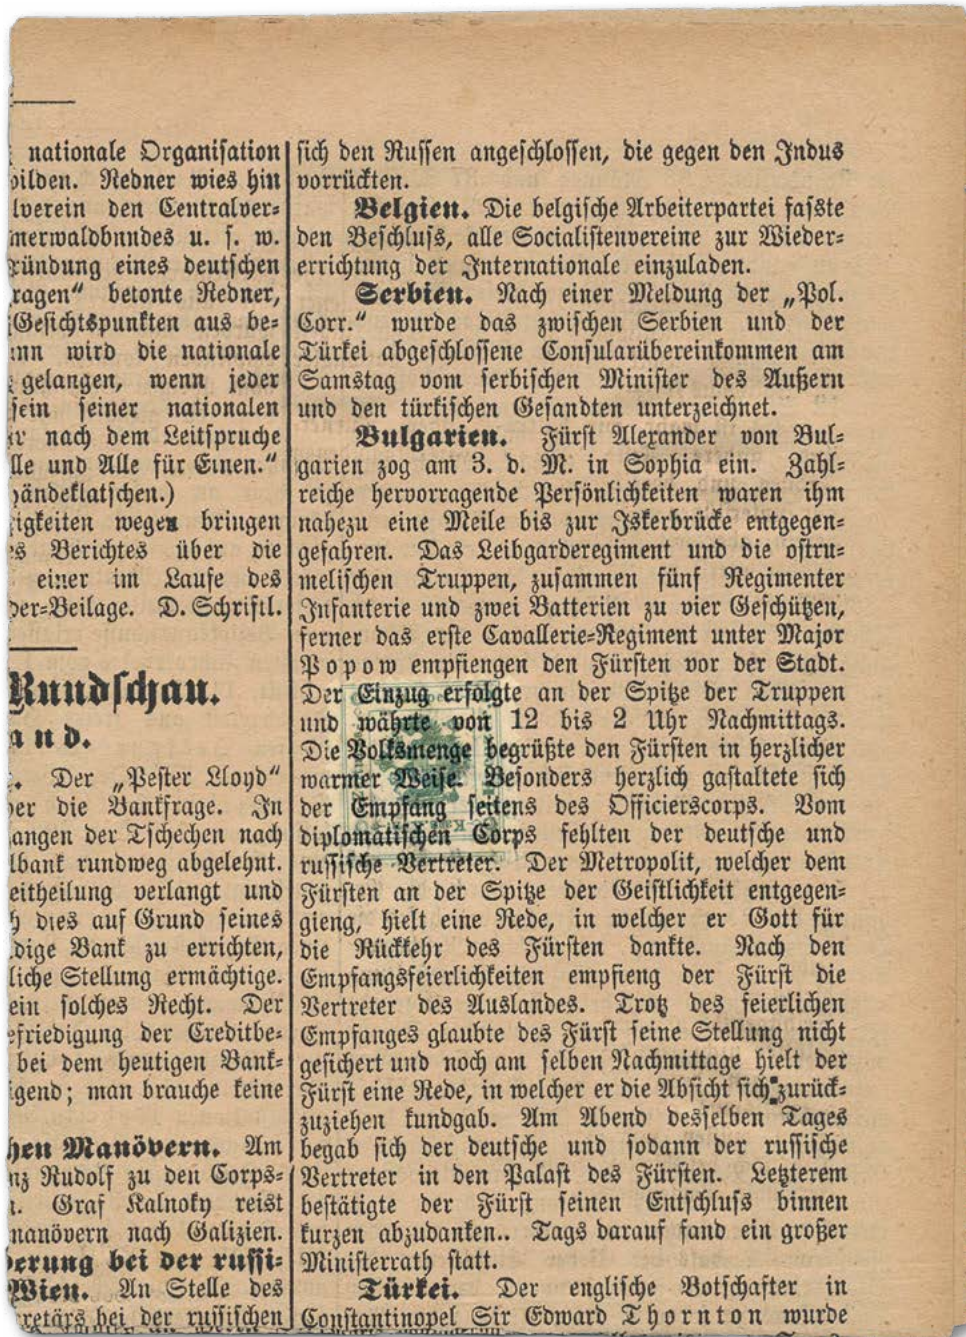 nationale Organisation
bilden. Redner wies hin
lverein den Centralver-
merwaldbundes u. s. w.
ründung eines deutschen
ragen“ betonte Redner,
Gesichtspunkten aus be-
nn wird die nationale
gelangen, wenn jeder
sein seiner nationalen
nach dem Leitspruche
lle und Alle für Einen.“
händeklatschen.)
igkeiten wegen bringen
s Berichtes über die
einer im Laufe des
der-Beilage. D. Schriftl.
Rundschau.
and.
Der „Pester Lloyd“
er die Bankfrage. In
angen der Tschechen nach
lbank rundweg abgelehnt.
eitheilung verlangt und
h dies auf Grund seines
dige Bank zu errichten,
liche Stellung ermächtige.
ein solches Recht. Der
efriedigung der Creditbe-
bei dem heutigen Bank-
gend; man brauche keine
hen Manövern. Am
nz Rudolf zu den Corps-
. Graf Kalnoky reist
manövern nach Galizien.
erung bei der russi-
Wien. An Stelle des
retärs bei der russischen
sich den Russen angeschlossen, die gegen den Indus
vorrückten.
Belgien. Die belgische Arbeiterpartei fasste
den Beschluss, alle Socialistenvereine zur Wieder-
errichtung der Internationale einzuladen.
Serbien. Nach einer Meldung der „Pol.
Corr.“ wurde das zwischen Serbien und der
Türkei abgeschlossene Consularübereinkommen am
Samstag vom serbischen Minister des Außern
und den türkischen Gesandten unterzeichnet.
Bulgarien. Fürst Alexander von Bul-
garien zog am 3. d. M. in Sophia ein. Zahl-
reiche hervorragende Persönlichkeiten waren ihm
nahezu eine Meile bis zur Iskerbrücke entgegen-
gefahren. Das Leibgarderegiment und die ostru-
melischen Truppen, zusammen fünf Regimenter
Infanterie und zwei Batterien zu vier Geschützen,
ferner das erste Cavallerie-Regiment unter Major
Popow empfiengen den Fürsten vor der Stadt.
Der Einzug erfolgte an der Spitze der Truppen
und währte von 12 bis 2 Uhr Nachmittags.
Die Volksmenge begrüßte den Fürsten in herzlicher
warmer Weise. Besonders herzlich gastaltete sich
der Empfang seitens des Officierscorps. Vom
diplomatischen Corps fehlten der deutsche und
russische Vertreter. Der Metropolit, welcher dem
Fürsten an der Spitze der Geistlichkeit entgegen-
gieng, hielt eine Rede, in welcher er Gott für
die Rückkehr des Fürsten dankte. Nach den
Empfangsfeierlichkeiten empfieng der Fürst die
Vertreter des Auslandes. Trotz des feierlichen
Empfanges glaubte des Fürst seine Stellung nicht
gesichert und noch am selben Nachmittage hielt der
Fürst eine Rede, in welcher er die Absicht sich zurück-
zuziehen kundgab. Am Abend desselben Tages
begab sich der deutsche und sodann der russische
Vertreter in den Palast des Fürsten. Letzterem
bestätigte der Fürst seinen Entschluss binnen
kurzen abzudanken.. Tags darauf fand ein großer
Ministerrath statt.
Türkei. Der englische Botschafter in
Constantinopel Sir Edward Thornton wurde